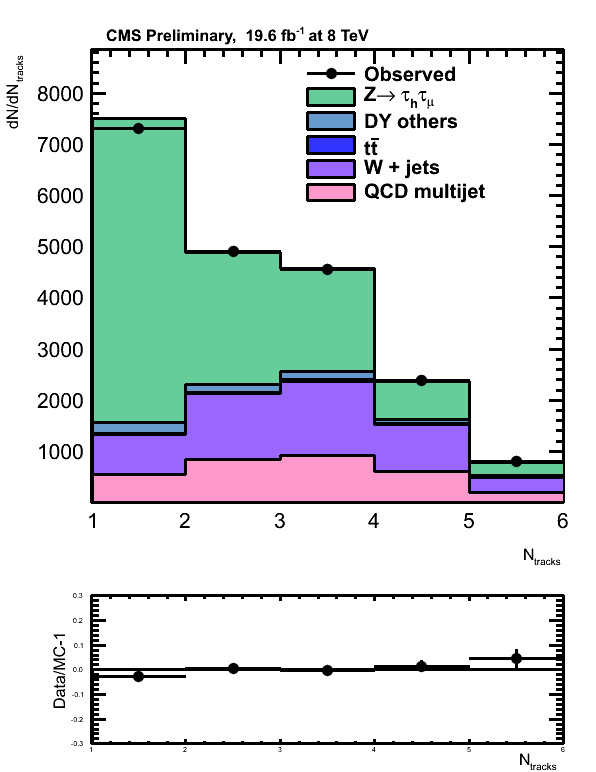 CMS Preliminary, 19.6 fb⁻¹ at 8 TeV
dN/dN_tracks
8000
7000
6000
5000
4000
3000
2000
1000
Observed
Z→ τ_hτ_μ
DY others
tt̄
W + jets
QCD multijet
1 2 3 4 5 6
N_tracks
Data/MC-1
0.3
0.2
0.1
0.0
-0.1
-0.2
-0.3
1 2 3 4 5 6
N_tracks